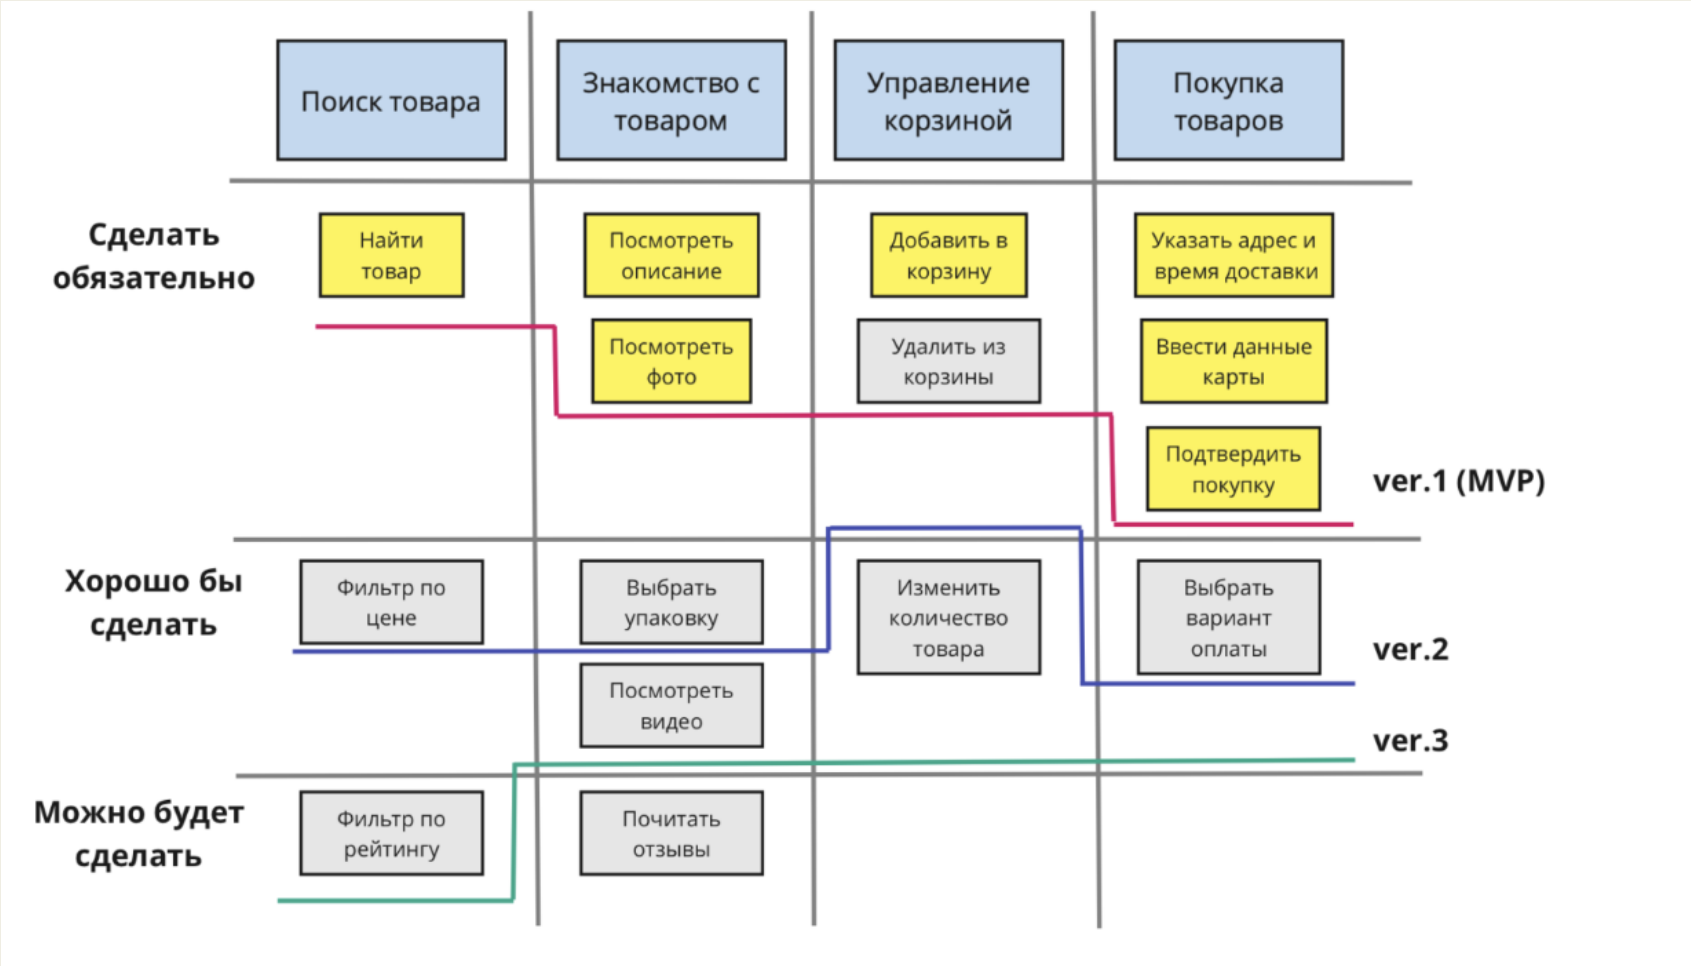 Поиск товара
Знакомство с
товаром
Управление
корзиной
Покупка
товаров
Сделать
обязательно
Найти
товар
Посмотреть
описание
Добавить в
корзину
Указать адрес и
время доставки
Посмотреть
фото
Удалить из
корзины
Ввести данные
карты
Подтвердить
покупку
ver.1 (MVP)
Хорошо бы
сделать
Фильтр по
цене
Выбрать
упаковку
Изменить
количество
товара
Выбрать
вариант
оплаты
ver.2
Посмотреть
видео
ver.3
Можно будет
сделать
Фильтр по
рейтингу
Почитать
отзывы